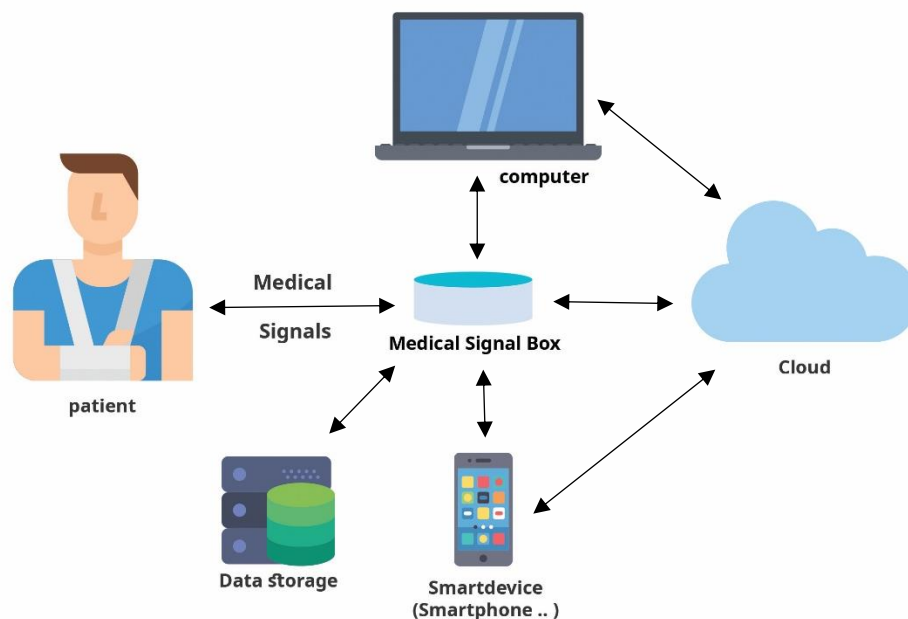 computer
Medical
Signals
Medical Signal Box
Cloud
patient
Data storage
Smartdevice
(Smartphone .. )